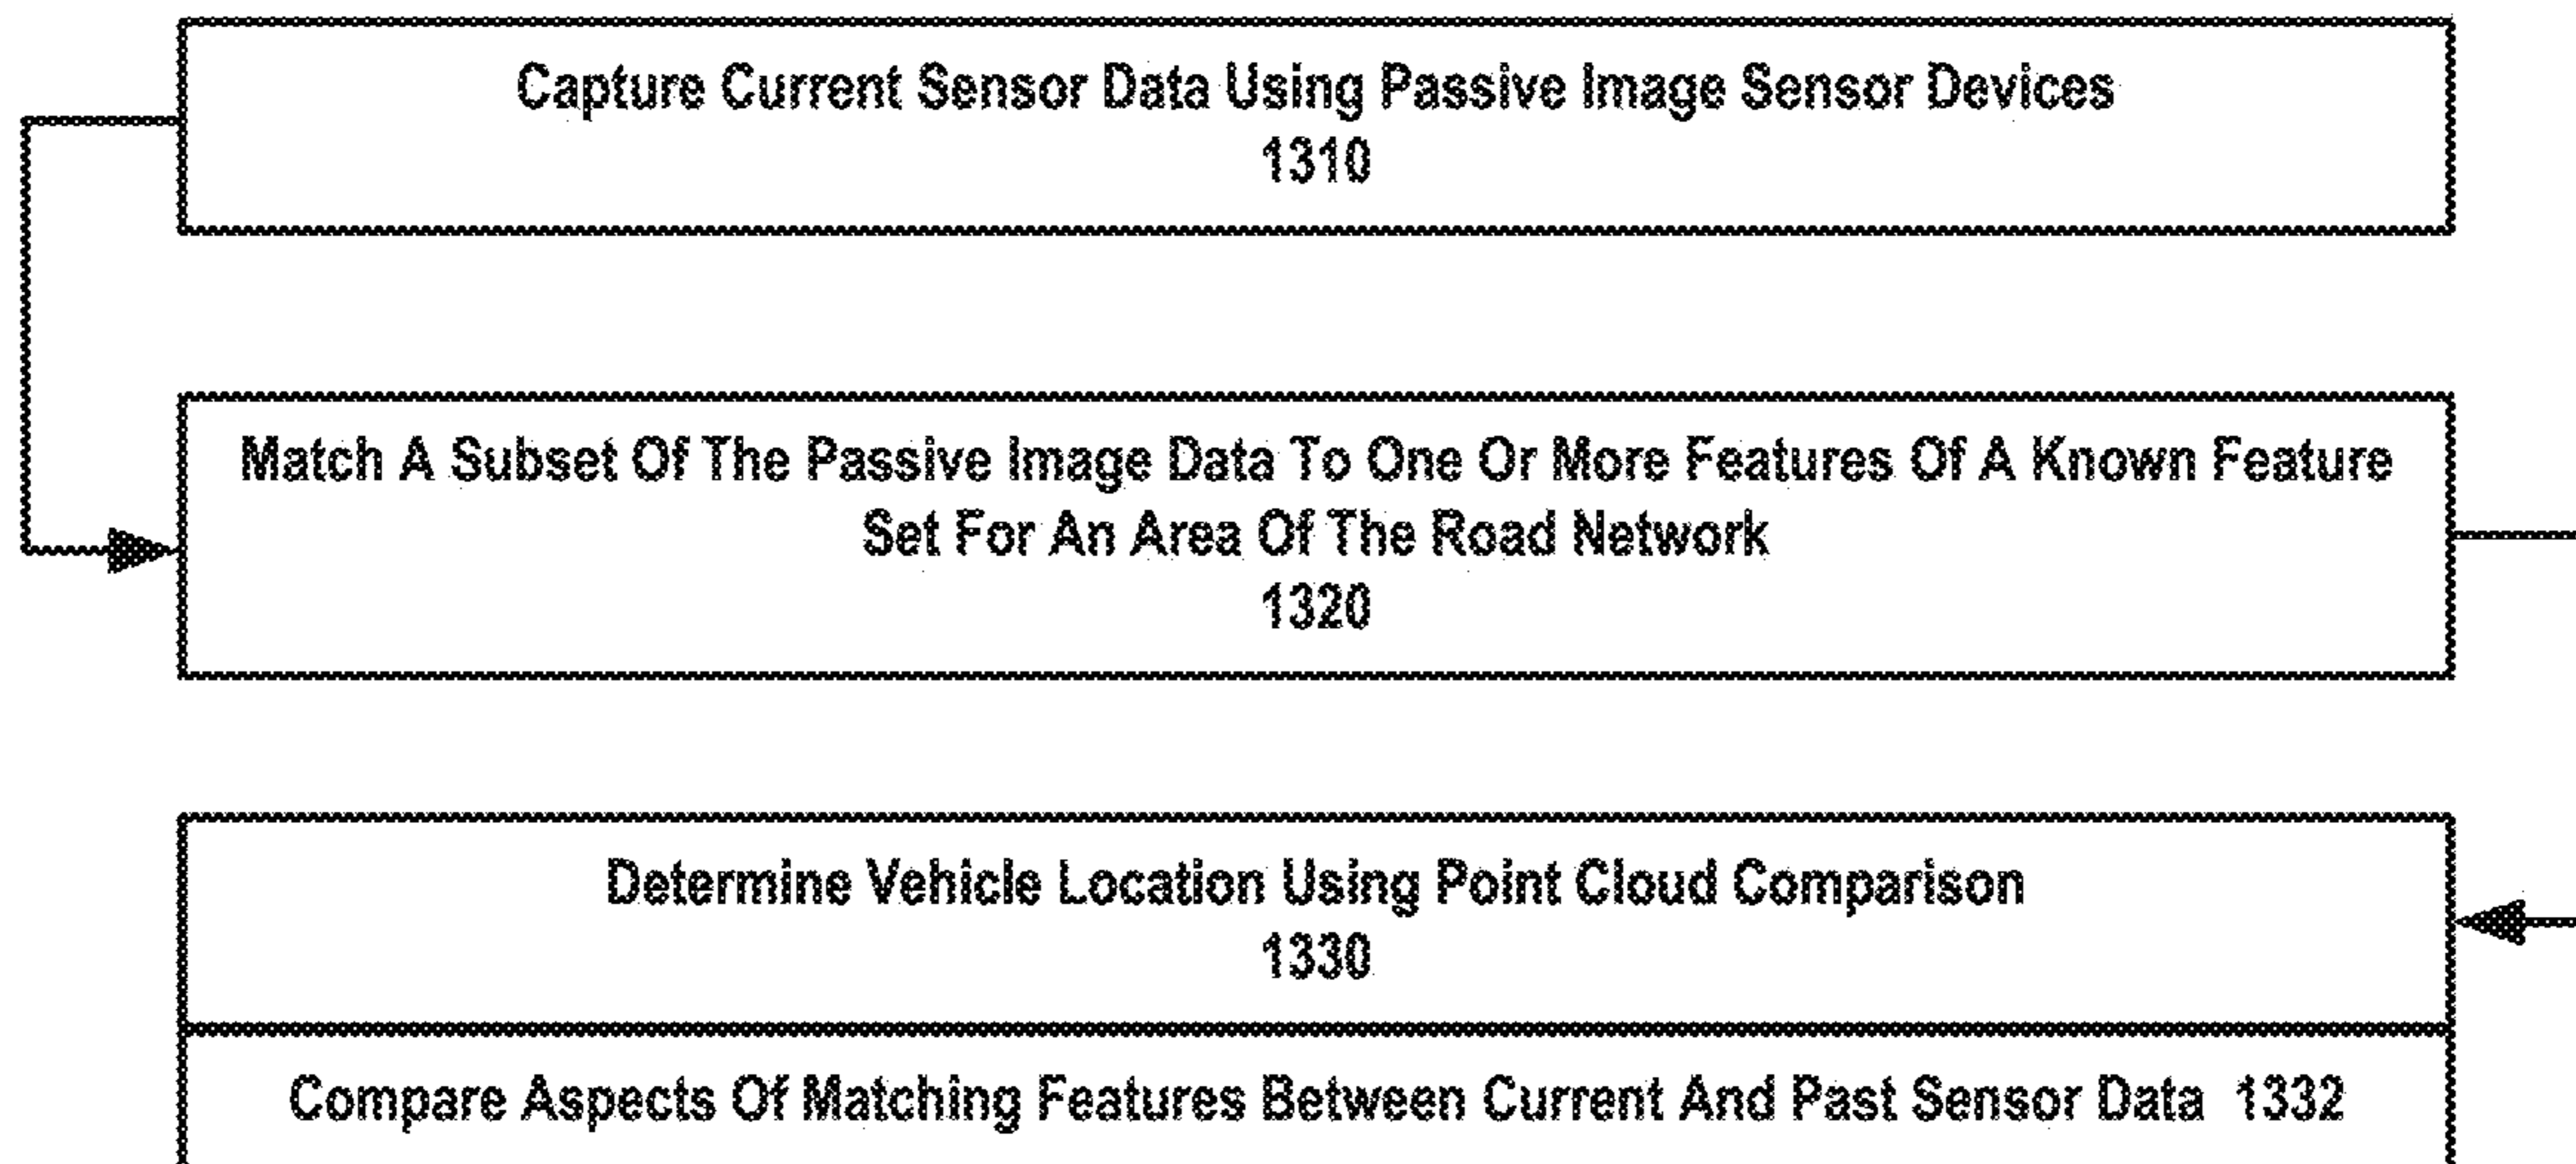 Capture Current Sensor Data Using Passive Image Sensor Devices
1310
Match A Subset Of The Passive Image Data To One Or More Features Of A Known Feature
Set For An Area Of The Road Network
1320
Determine Vehicle Location Using Point Cloud Comparison
1330
Compare Aspects Of Matching Features Between Current And Past Sensor Data 1332